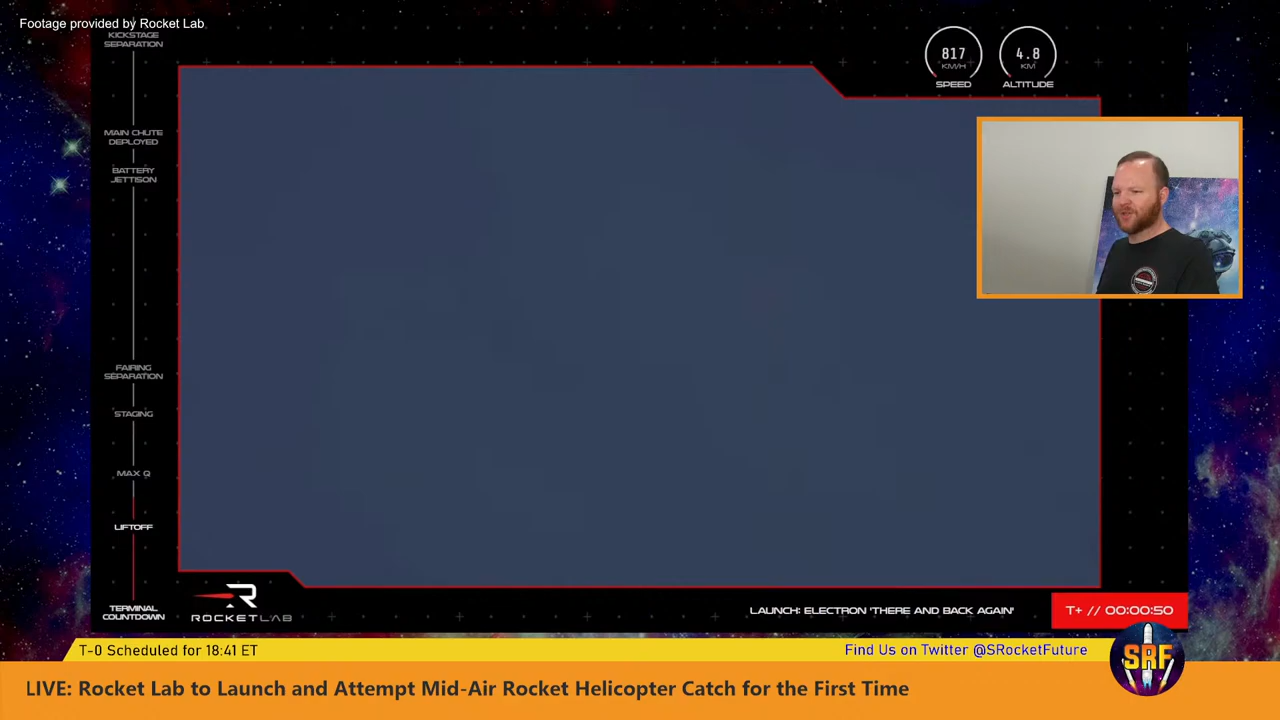 Footage provided by Rocket Lab
KICKSTAGE
SEPARATION
MAIN CHUTE
DEPLOYED
BATTERY
JETTISON
FAIRING
SEPARATION
STAGING
MAX Q
LIFTOFF
TERMINAL
COUNTDOWN
817
KM/H
SPEED
4.8
KM
ALTITUDE
ROCKETLAB
LAUNCH: ELECTRON 'THERE AND BACK AGAIN'
T+ // 00:00:50
T-0 Scheduled for 18:41 ET
Find Us on Twitter @SRocketFuture
SRF
LIVE: Rocket Lab to Launch and Attempt Mid-Air Rocket Helicopter Catch for the First Time